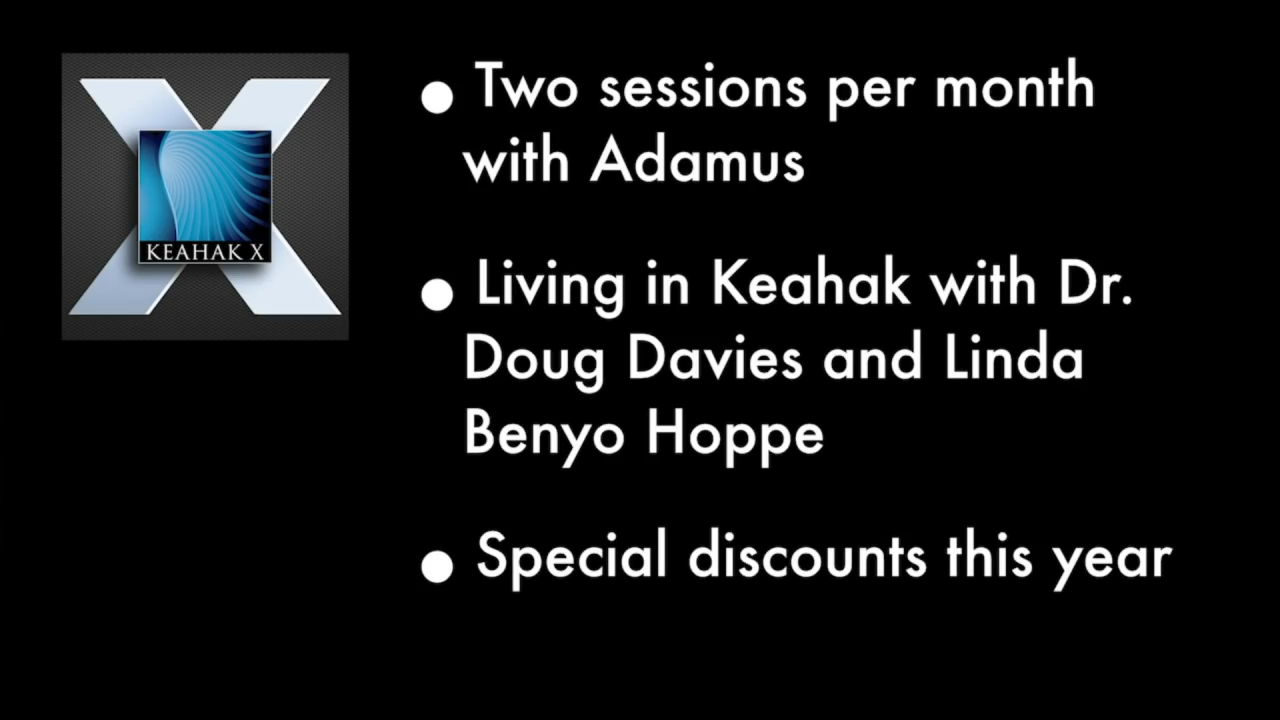 KEAHAK X
• Two sessions per month
with Adamus
• Living in Keahak with Dr.
Doug Davies and Linda
Benyo Hoppe
• Special discounts this year